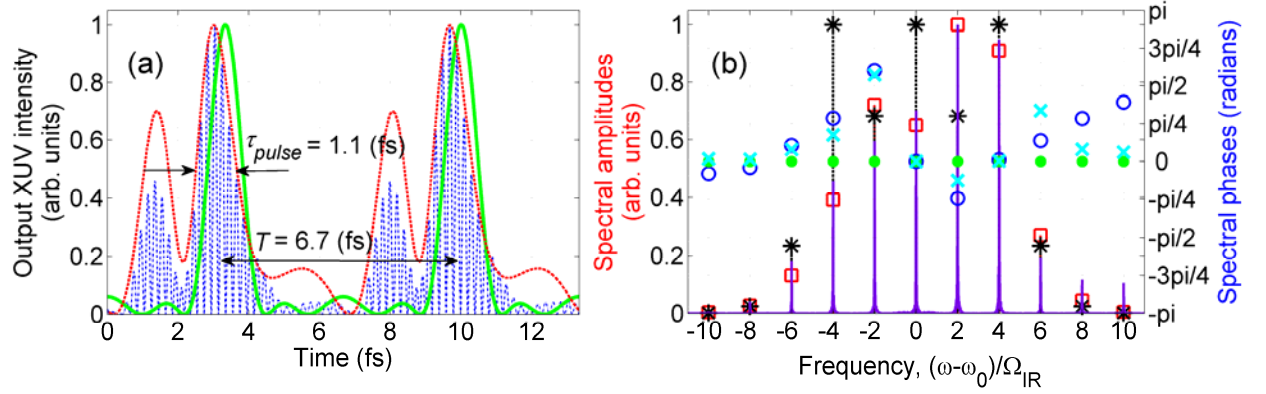 Output XUV intensity
(arb. units)
1
0.8
0.6
0.4
0.2
0
(a)
τpulse = 1.1 (fs)
T = 6.7 (fs)
0 2 4 6 8 10 12
Time (fs)
Spectral amplitudes
(arb. units)
1
0.8
0.6
0.4
0.2
0
(b)
-10 -8 -6 -4 -2 0 2 4 6 8 10
Frequency, (ω-ω0)/ΩIR
pi
3pi/4
pi/2
pi/4
0
-pi/4
-pi/2
-3pi/4
-pi
Spectral phases (radians)